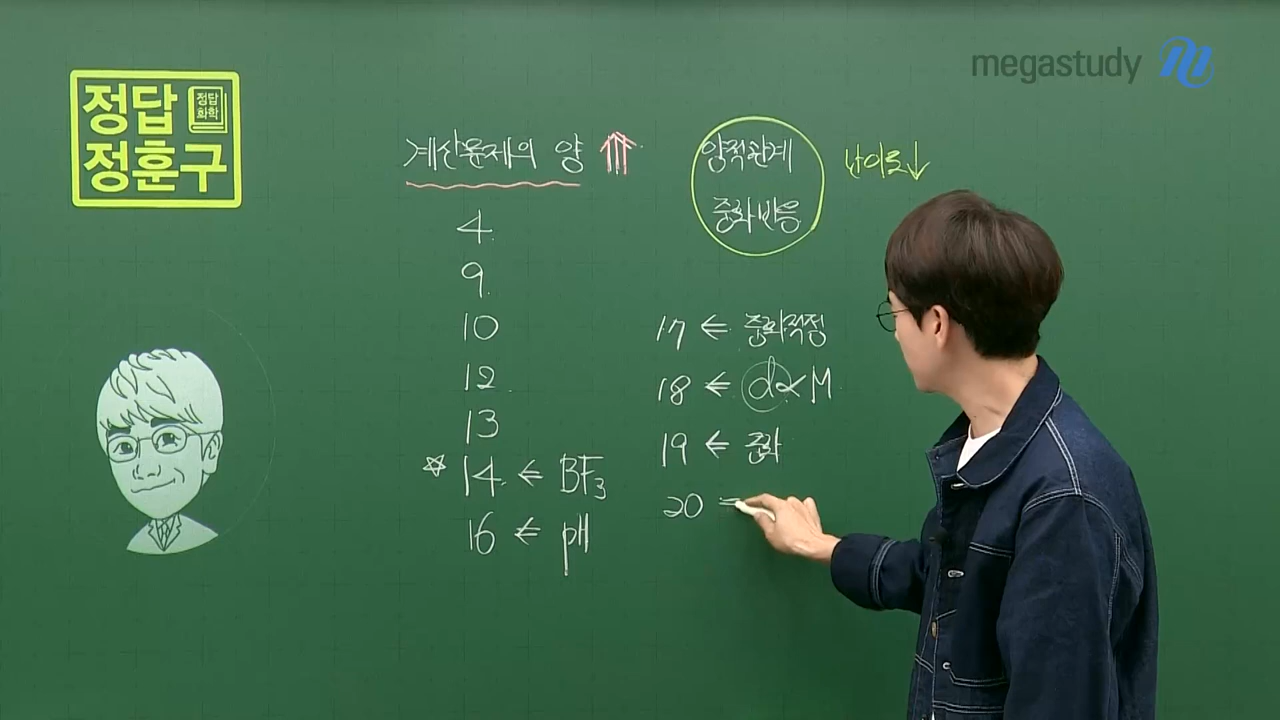 megastudy
정답
정답
화학
정훈구
계산문제의 양
양적관계
중화반응
난이도↓
4.
9.
10
12.
13
☆ 14. ⇐ BF₃
16 ⇐ pH
17 ⇐ 중화적정
18 ⇐ d∝M
19 ⇐ 중화
20